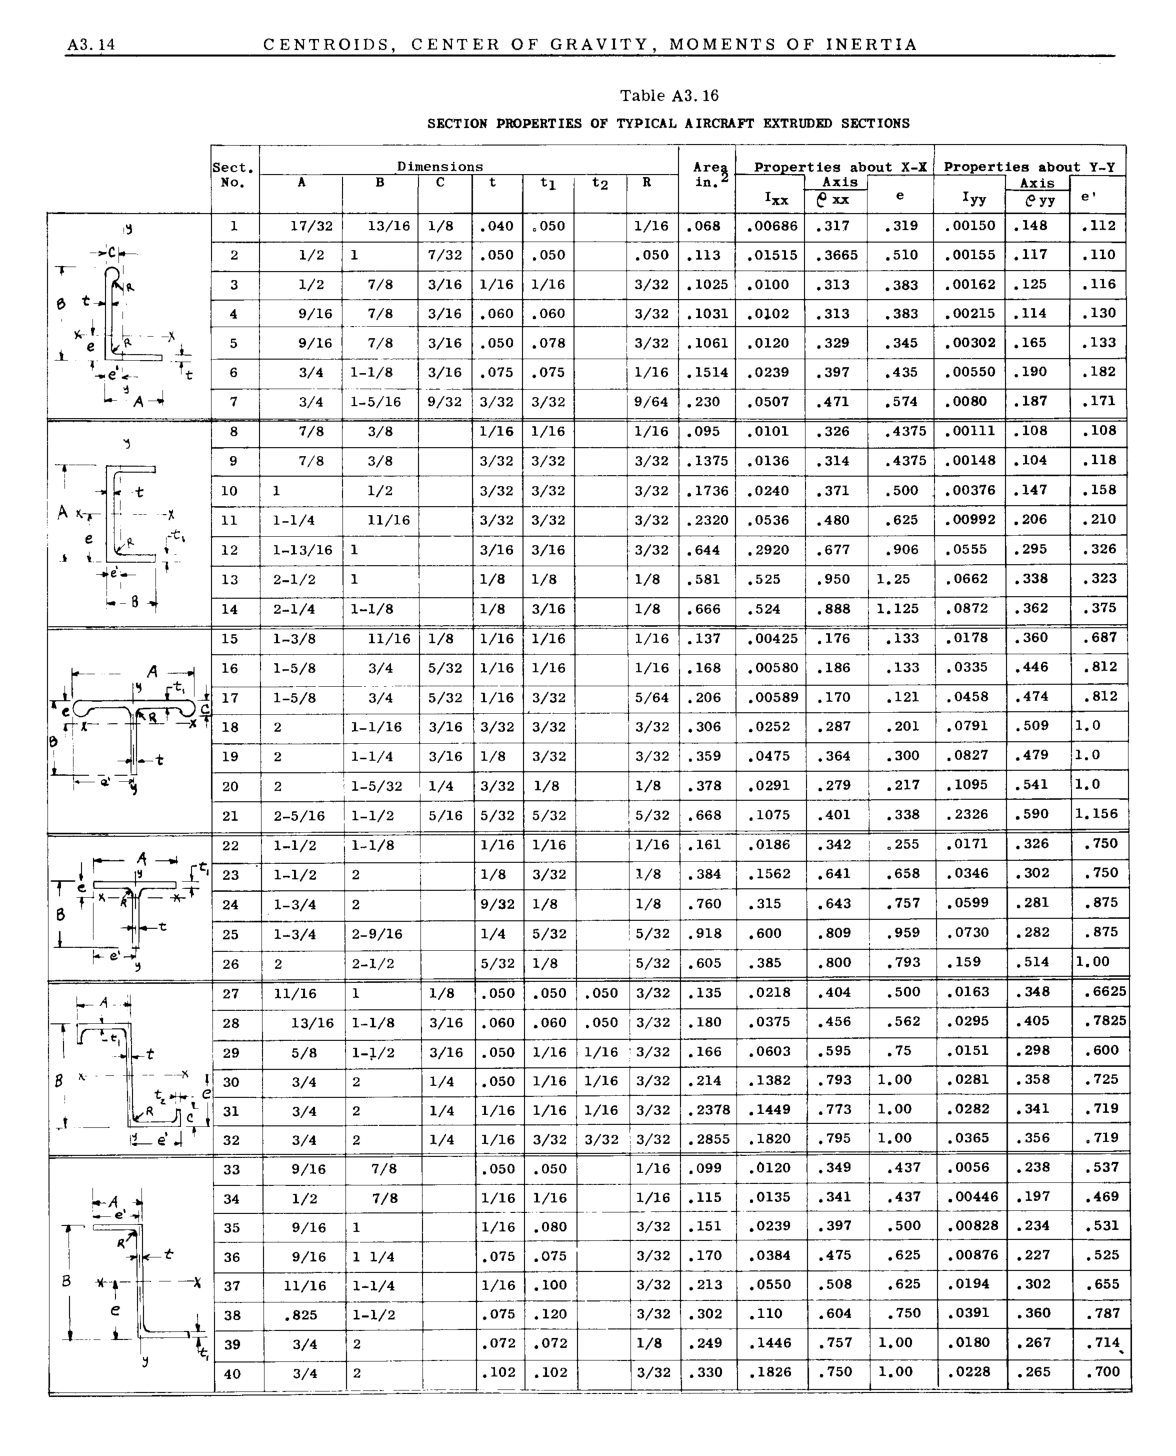 A3.14 CENTROIDS, CENTER OF GRAVITY, MOMENTS OF INERTIA
Table A3.16
SECTION PROPERTIES OF TYPICAL AIRCRAFT EXTRUDED SECTIONS
Sect. No. Dimensions Area in.2 Properties about X-X Axis Properties about Y-Y Axis
A B C t t1 t2 R Ixx ρxx e Iyy ρyy e'
1 17/32 13/16 1/8 .040 .050 1/16 .068 .00686 .317 .319 .00150 .148 .112
2 1/2 1 7/32 .050 .050 .050 .113 .01515 .3665 .510 .00155 .117 .110
3 1/2 7/8 3/16 1/16 1/16 3/32 .1025 .0100 .313 .383 .00162 .125 .116
4 9/16 7/8 3/16 .060 .060 3/32 .1031 .0102 .313 .383 .00215 .114 .130
5 9/16 7/8 3/16 .050 .078 3/32 .1061 .0120 .329 .345 .00302 .165 .133
6 3/4 1-1/8 3/16 .075 .075 1/16 .1514 .0239 .397 .435 .00550 .190 .182
7 3/4 1-5/16 9/32 3/32 3/32 9/64 .230 .0507 .471 .574 .0080 .187 .171
8 7/8 3/8 1/16 1/16 1/16 .095 .0101 .326 .4375 .00111 .108 .108
9 7/8 3/8 3/32 3/32 3/32 .1375 .0136 .314 .4375 .00148 .104 .118
10 1 1/2 3/32 3/32 3/32 .1736 .0240 .371 .500 .00376 .147 .158
11 1-1/4 11/16 3/32 3/32 3/32 .2320 .0536 .480 .625 .00992 .206 .210
12 1-13/16 1 3/16 3/16 3/32 .644 .2920 .677 .906 .0555 .295 .326
13 2-1/2 1 1/8 1/8 1/8 .581 .525 .950 1.25 .0662 .338 .323
14 2-1/4 1-1/8 1/8 3/16 1/8 .666 .524 .888 1.125 .0872 .362 .375
15 1-3/8 11/16 1/8 1/16 1/16 1/16 .137 .00425 .176 .133 .0178 .360 .687
16 1-5/8 3/4 5/32 1/16 1/16 1/16 .168 .00580 .186 .133 .0335 .446 .812
17 1-5/8 3/4 5/32 1/16 3/32 5/64 .206 .00589 .170 .121 .0458 .474 .812
18 2 1-1/16 3/16 3/32 3/32 3/32 .306 .0252 .287 .201 .0791 .509 1.0
19 2 1-1/4 3/16 1/8 3/32 3/32 .359 .0475 .364 .300 .0827 .479 1.0
20 2 1-5/32 1/4 3/32 1/8 1/8 .378 .0291 .279 .217 .1095 .541 1.0
21 2-5/16 1-1/2 5/16 5/32 5/32 5/32 .668 .1075 .401 .338 .2326 .590 1.156
22 1-1/2 1-1/8 1/16 1/16 1/16 .161 .0186 .342 .255 .0171 .326 .750
23 1-1/2 2 1/8 3/32 1/8 .384 .1562 .641 .658 .0346 .302 .750
24 1-3/4 2 9/32 1/8 1/8 .760 .315 .643 .757 .0599 .281 .875
25 1-3/4 2-9/16 1/4 5/32 5/32 .918 .600 .809 .959 .0730 .282 .875
26 2 2-1/2 5/32 1/8 5/32 .605 .385 .800 .793 .159 .514 1.00
27 11/16 1 1/8 .050 .050 .050 3/32 .135 .0218 .404 .500 .0163 .348 .6625
28 13/16 1-1/8 3/16 .060 .060 .050 3/32 .180 .0375 .456 .562 .0295 .405 .7825
29 5/8 1-1/2 3/16 .050 1/16 1/16 3/32 .166 .0603 .595 .75 .0151 .298 .600
30 3/4 2 1/4 .050 1/16 1/16 3/32 .214 .1382 .793 1.00 .0281 .358 .725
31 3/4 2 1/4 1/16 1/16 1/16 3/32 .2378 .1449 .773 1.00 .0282 .341 .719
32 3/4 2 1/4 1/16 3/32 3/32 3/32 .2855 .1820 .795 1.00 .0365 .356 .719
33 9/16 7/8 .050 .050 1/16 .099 .0120 .349 .437 .0056 .238 .537
34 1/2 7/8 1/16 1/16 1/16 .115 .0135 .341 .437 .00446 .197 .469
35 9/16 1 1/16 .080 3/32 .151 .0239 .397 .500 .00828 .234 .531
36 9/16 1 1/4 .075 .075 3/32 .170 .0384 .475 .625 .00876 .227 .525
37 11/16 1-1/4 1/16 .100 3/32 .213 .0550 .508 .625 .0194 .302 .655
38 .825 1-1/2 .075 .120 3/32 .302 .110 .604 .750 .0391 .360 .787
39 3/4 2 .072 .072 1/8 .249 .1446 .757 1.00 .0180 .267 .714
40 3/4 2 .102 .102 3/32 .330 .1826 .750 1.00 .0228 .265 .700
y
C
R
B t
x x
e R
e' t
y
A
y
t
A x x
e t1
R
e'
B
A
y t1
e C
x R x
B
t
y
A
y t1
e
x R x
B
t
e'
y
A
t1
t
B x x
t2 e
R C
y e'
A
e'
R
t
B x x
e
t1
y